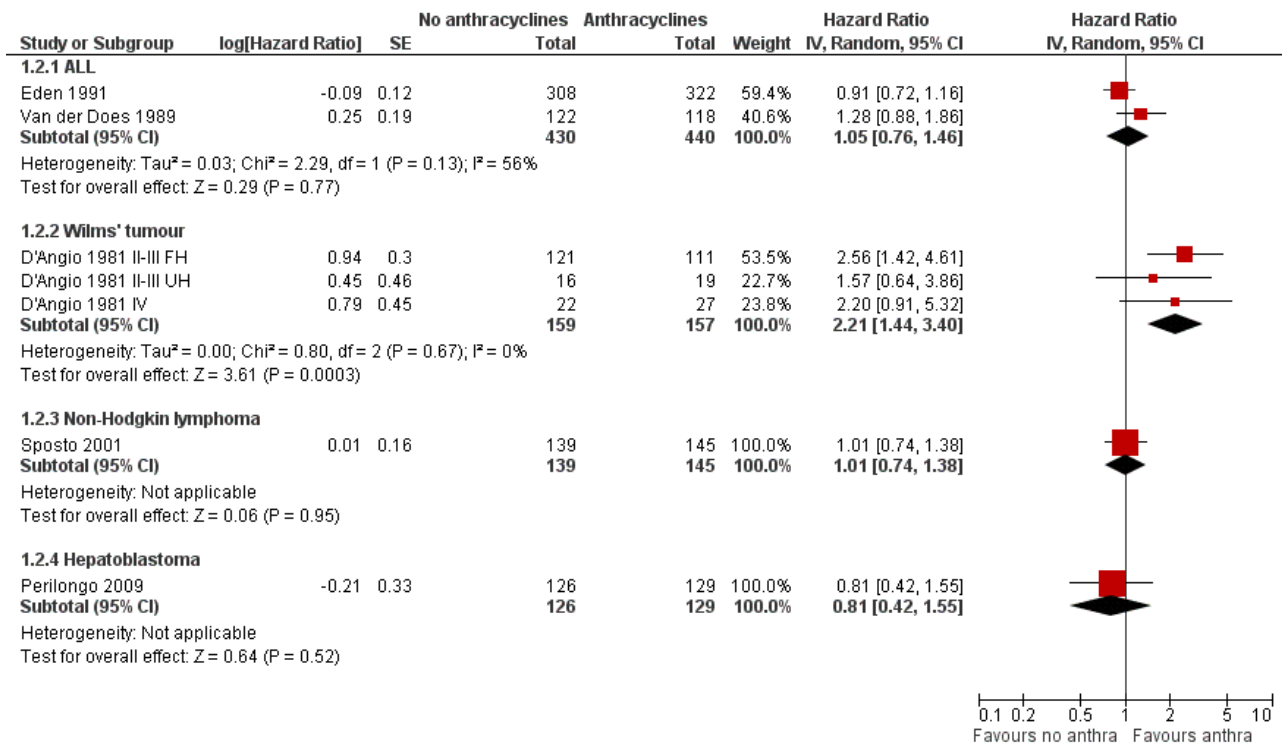 No anthracyclines Anthracyclines Hazard Ratio Hazard Ratio
Study or Subgroup log[Hazard Ratio] SE Total Total Weight IV, Random, 95% CI IV, Random, 95% CI
1.2.1 ALL
Eden 1991 -0.09 0.12 308 322 59.4% 0.91 [0.72, 1.16]
Van der Does 1989 0.25 0.19 122 118 40.6% 1.28 [0.88, 1.86]
Subtotal (95% CI) 430 440 100.0% 1.05 [0.76, 1.46]
Heterogeneity: Tau² = 0.03; Chi² = 2.29, df = 1 (P = 0.13); I² = 56%
Test for overall effect: Z = 0.29 (P = 0.77)
1.2.2 Wilms' tumour
D'Angio 1981 II-III FH 0.94 0.3 121 111 53.5% 2.56 [1.42, 4.61]
D'Angio 1981 II-III UH 0.45 0.46 16 19 22.7% 1.57 [0.64, 3.86]
D'Angio 1981 IV 0.79 0.45 22 27 23.8% 2.20 [0.91, 5.32]
Subtotal (95% CI) 159 157 100.0% 2.21 [1.44, 3.40]
Heterogeneity: Tau² = 0.00; Chi² = 0.80, df = 2 (P = 0.67); I² = 0%
Test for overall effect: Z = 3.61 (P = 0.0003)
1.2.3 Non-Hodgkin lymphoma
Sposto 2001 0.01 0.16 139 145 100.0% 1.01 [0.74, 1.38]
Subtotal (95% CI) 139 145 100.0% 1.01 [0.74, 1.38]
Heterogeneity: Not applicable
Test for overall effect: Z = 0.06 (P = 0.95)
1.2.4 Hepatoblastoma
Perilongo 2009 -0.21 0.33 126 129 100.0% 0.81 [0.42, 1.55]
Subtotal (95% CI) 126 129 100.0% 0.81 [0.42, 1.55]
Heterogeneity: Not applicable
Test for overall effect: Z = 0.64 (P = 0.52)
0.1 0.2 0.5 1 2 5 10
Favours no anthra Favours anthra